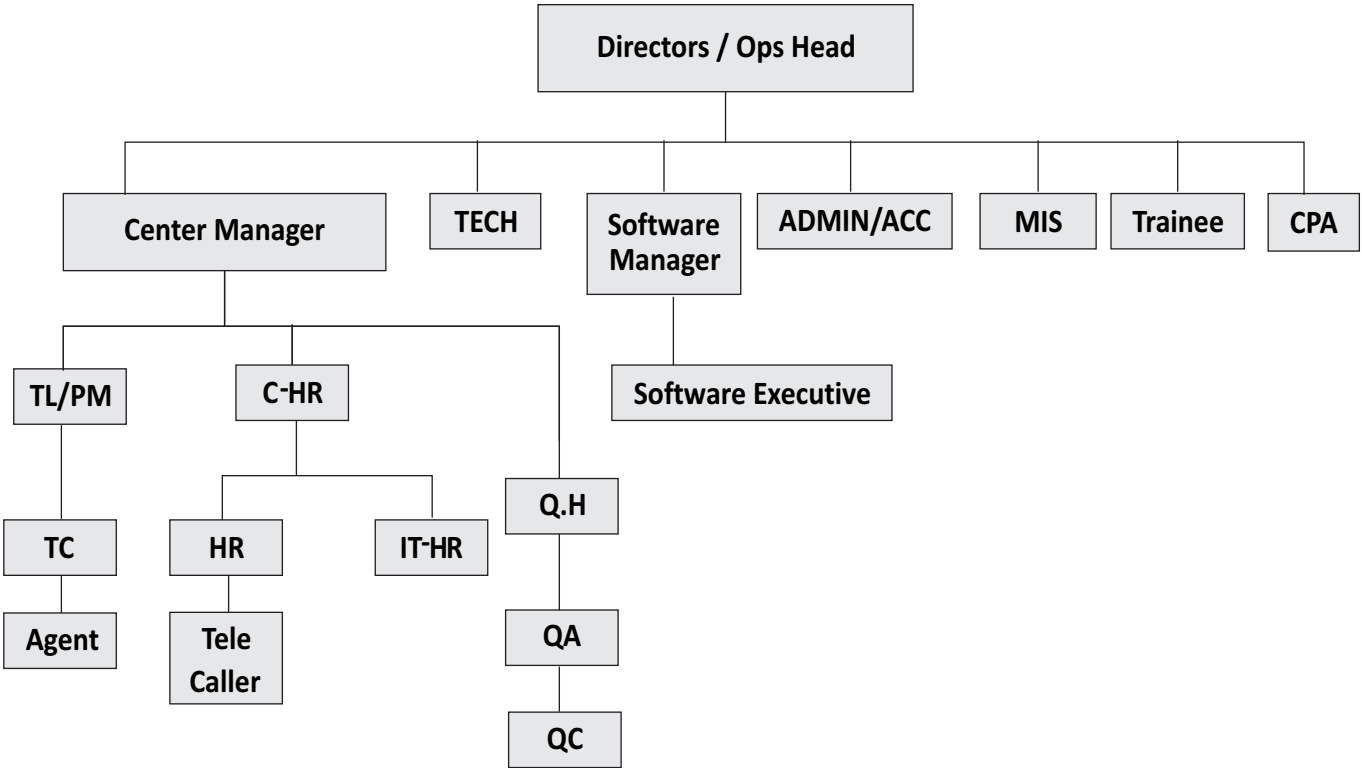 Directors / Ops Head
Center Manager
TECH
Software
Manager
ADMIN/ACC
MIS
Trainee
CPA
TL/PM
C-HR
Software Executive
Q.H
TC
HR
IT-HR
Agent
Tele
Caller
QA
QC